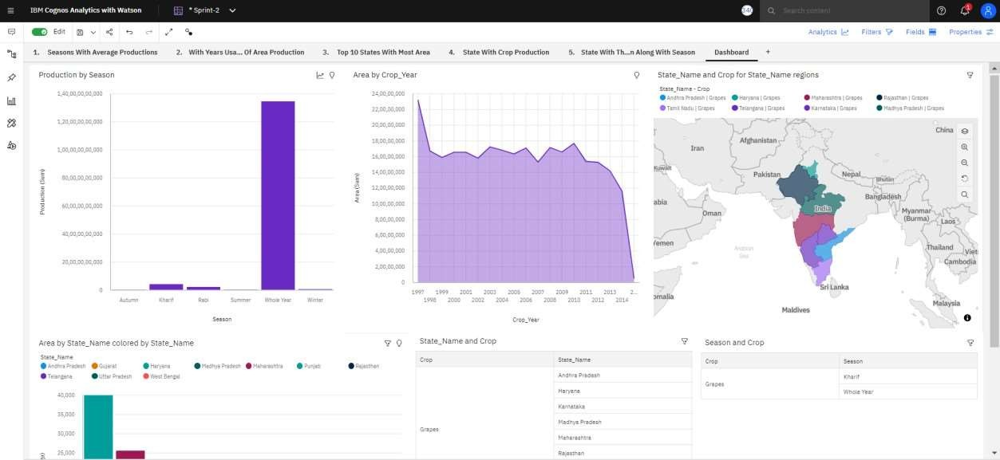 IBM Cognos Analytics with Watson
* Sprint-2
Search content
1
Edit
Analytics
Filters
Fields
Properties
1. Seasons With Average Productions
2. With Years Usa... Of Area Production
3. Top 10 States With Most Area
4. State With Crop Production
5. State With Th...n Along With Season
Dashboard
+
Production by Season
1,40,00,00,00,000
1,20,00,00,00,000
1,00,00,00,00,000
80,00,00,00,000
60,00,00,00,000
40,00,00,00,000
20,00,00,00,000
0
Production (Sum)
Autumn Kharif Rabi Summer Whole Year Winter
Season
Area by Crop_Year
24,00,00,000
22,00,00,000
20,00,00,000
18,00,00,000
16,00,00,000
14,00,00,000
12,00,00,000
10,00,00,000
8,00,00,000
6,00,00,000
4,00,00,000
2,00,00,000
0
Area (Sum)
1997 1999 2001 2003 2005 2007 2009 2011 2013 2...
1998 2000 2002 2004 2006 2008 2010 2012 2014
Crop_Year
State_Name and Crop for State_Name regions
State_Name - Crop
Andhra Pradesh | Grapes Haryana | Grapes Maharashtra | Grapes Rajasthan | Grapes
Tamil Nadu | Grapes Telangana | Grapes Karnataka | Grapes Madhya Pradesh | Grapes
China
Afghanistan
Iran
Kuwait
Pakistan
Nepal
Bhutan
Bangladesh
abia
India
Oman
Myanmar
(Burma)
Laos
Yemen
Arabian
Sea
Thailand
Viet
Cambodia
Sri Lanka
omalia
Malaysia
Maldives
Area by State_Name colored by State_Name
State_Name
Andhra Pradesh Gujarat Haryana Madhya Pradesh Maharashtra Punjab Rajasthan
Telangana Uttar Pradesh West Bengal
40,000
35,000
30,000
25,000
State_Name and Crop
Crop State_Name
Andhra Pradesh
Haryana
Karnataka
Madhya Pradesh
Grapes
Maharashtra
Rajasthan
Season and Crop
Crop Season
Grapes
Kharif
Whole Year